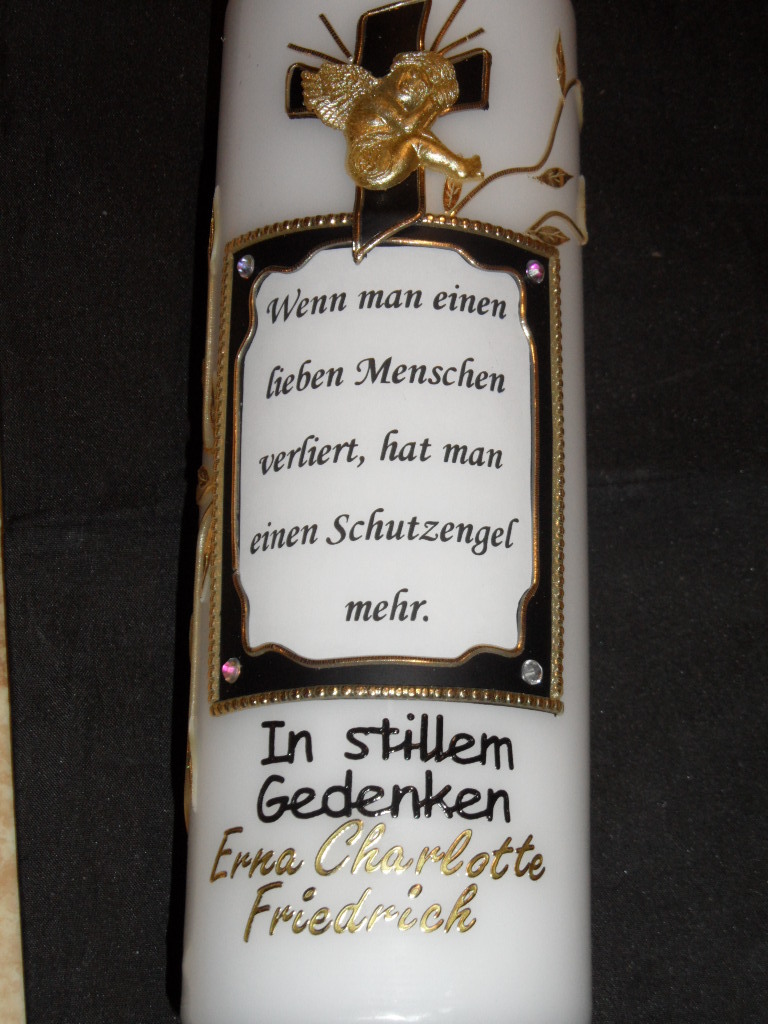 Wenn man einen
lieben Menschen
verliert, hat man
einen Schutzengel
mehr.
In stillem
Gedenken
Erna Charlotte
Friedrich